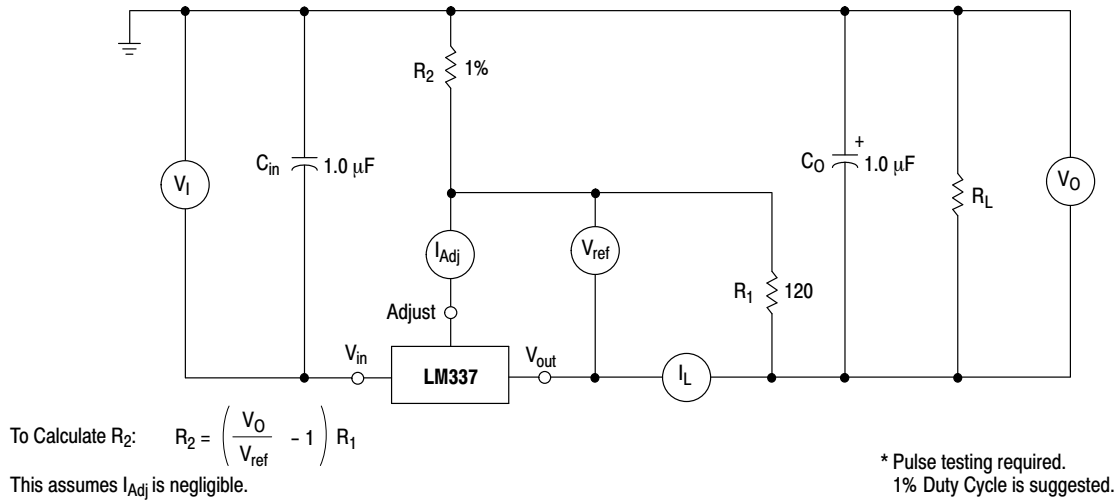 R2 1%
Cin 1.0 μF
CO + 1.0 μF
VI
RL
VO
IAdj
Vref
R1 120
Adjust
Vin
LM337
Vout
IL
To Calculate R2: R2 = ( VO / Vref - 1 ) R1
This assumes IAdj is negligible.
* Pulse testing required.
1% Duty Cycle is suggested.